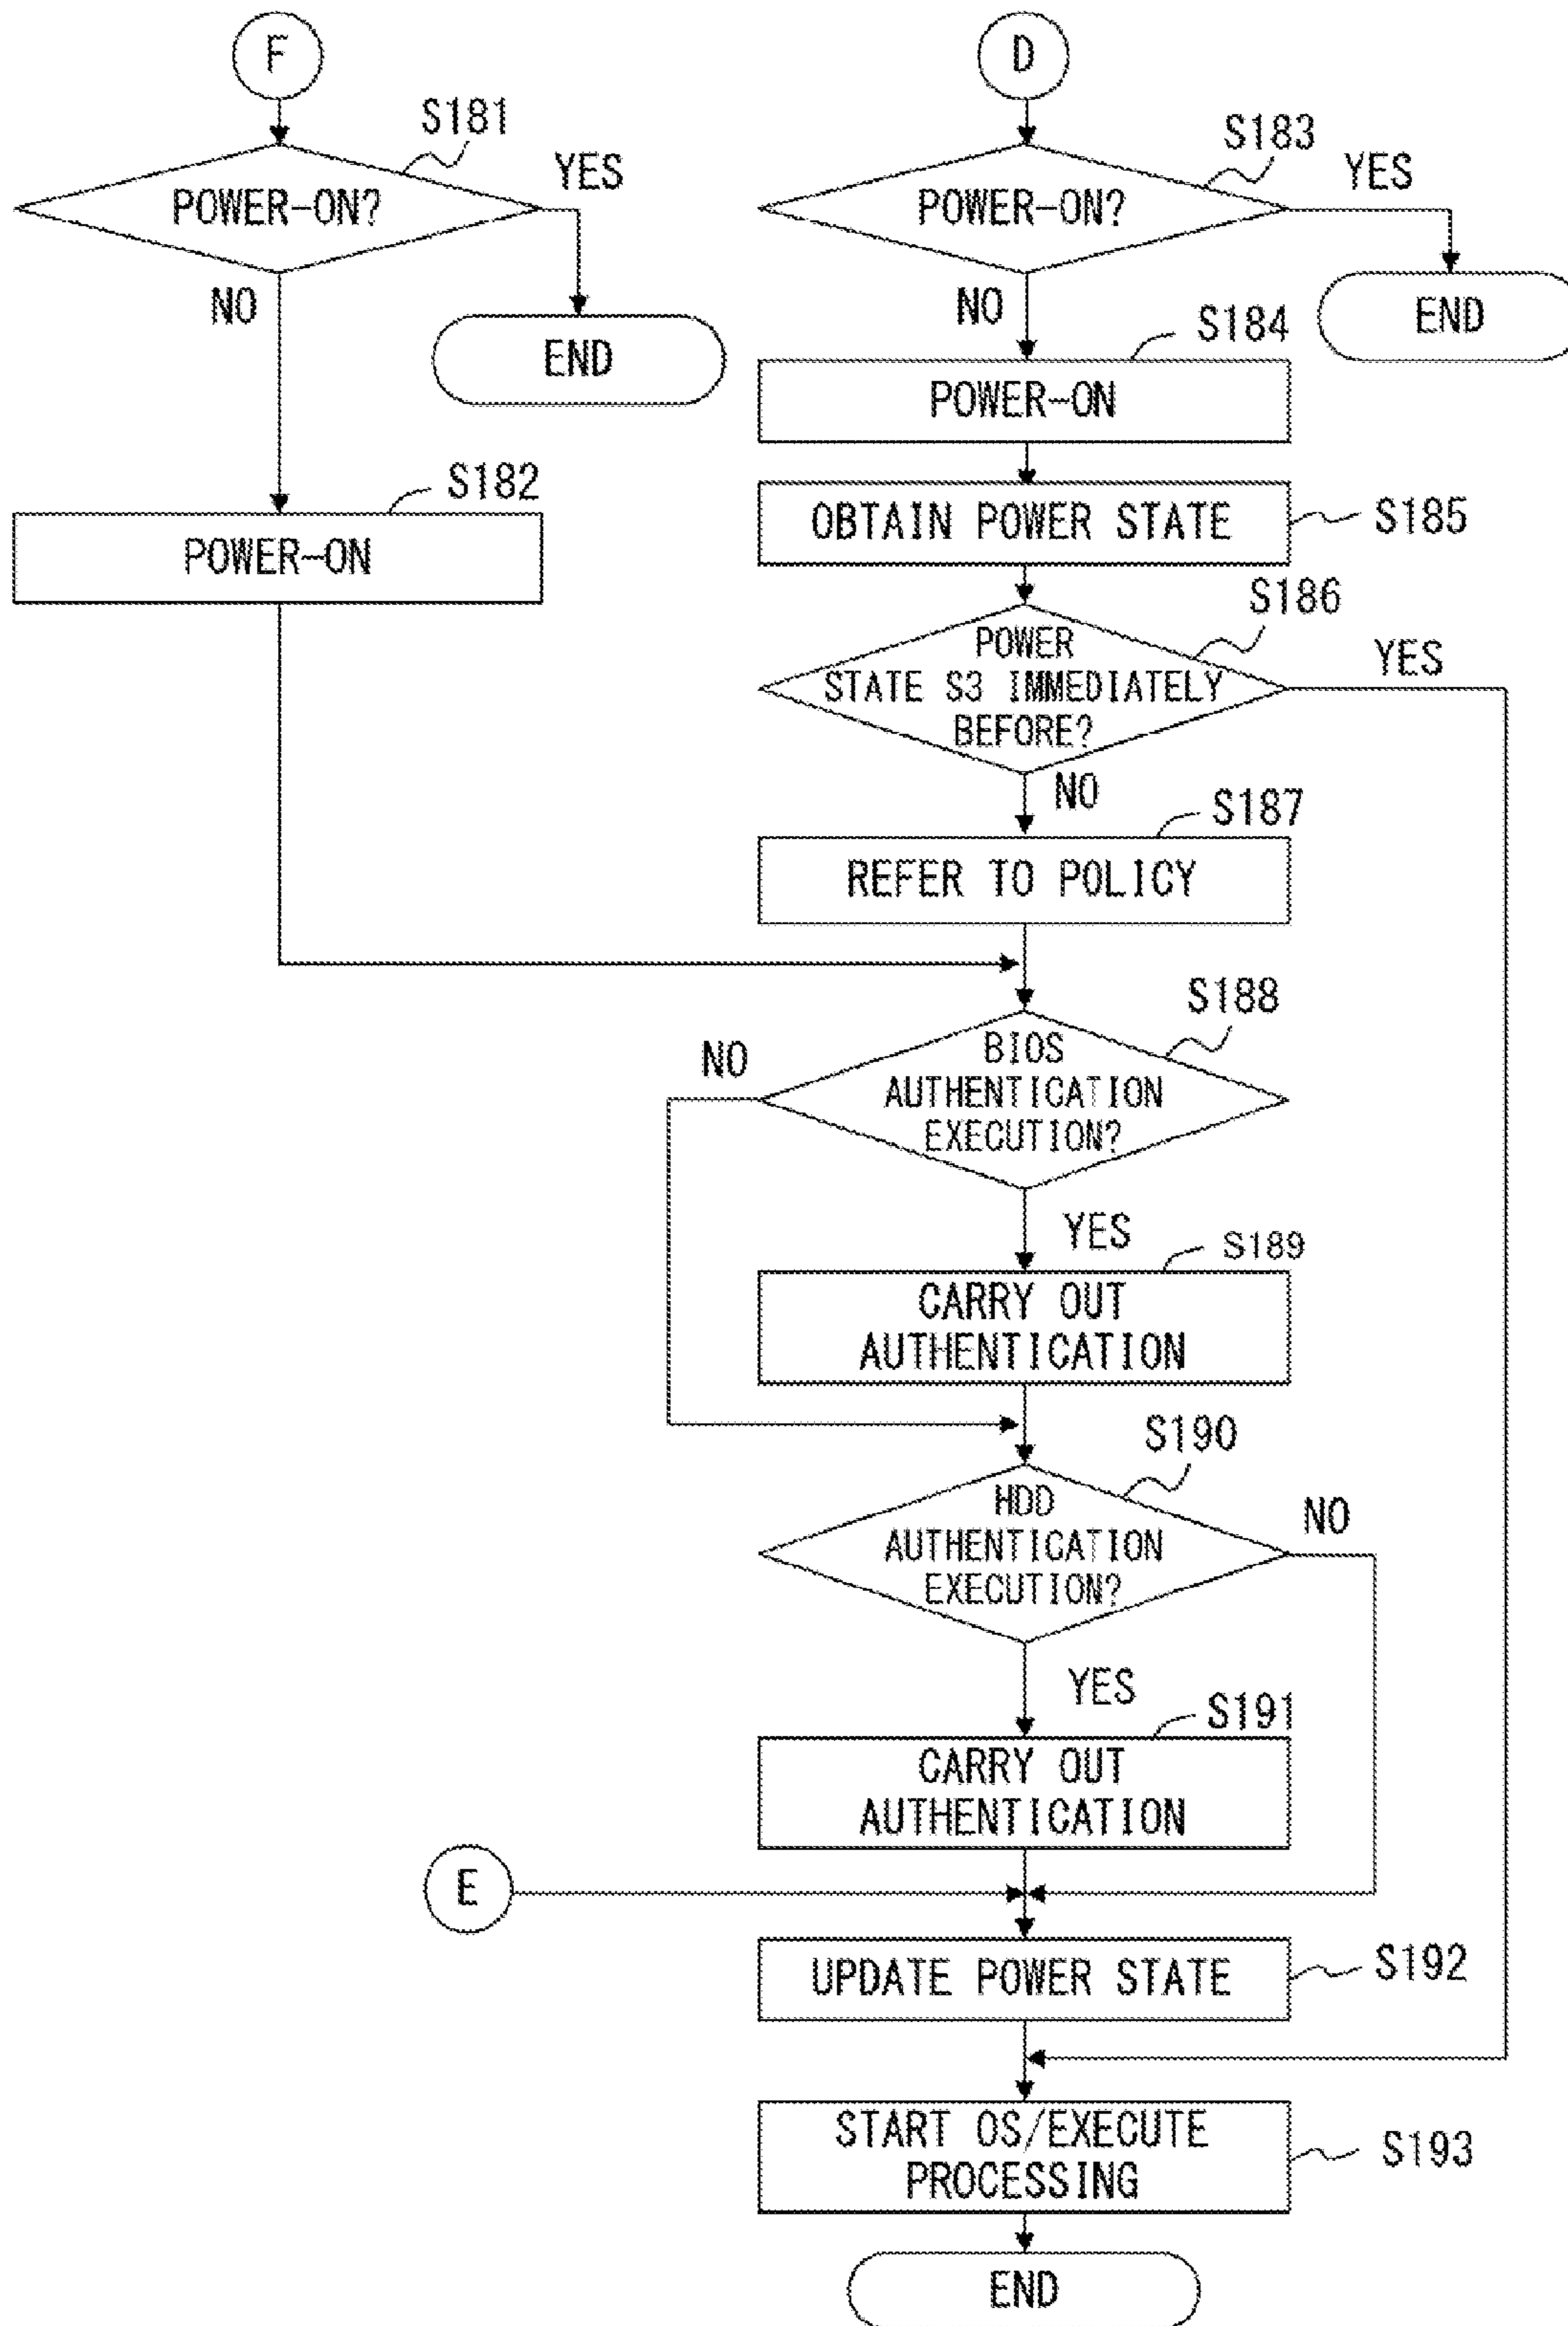 F
D
S181
S183
YES
YES
POWER-ON?
POWER-ON?
NO
NO
END
END
S184
POWER-ON
S182
S185
OBTAIN POWER STATE
POWER-ON
S186
YES
POWER
STATE S3 IMMEDIATELY
BEFORE?
NO
S187
REFER TO POLICY
S188
NO
BIOS
AUTHENTICATION
EXECUTION?
YES
S189
CARRY OUT
AUTHENTICATION
S190
HDD
NO
AUTHENTICATION
EXECUTION?
YES
S191
CARRY OUT
AUTHENTICATION
E
UPDATE POWER STATE
S192
START OS/EXECUTE
PROCESSING
S193
END